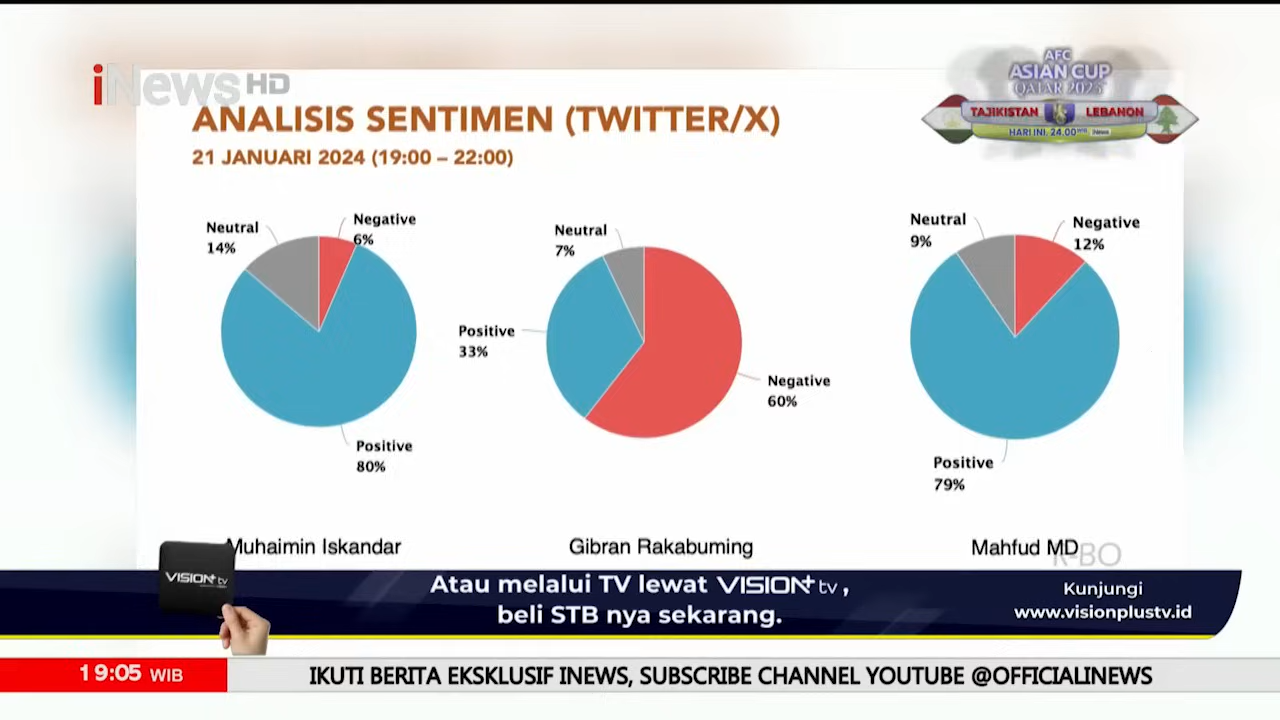 iNews HD
AFC
ASIAN CUP
QATAR 2023
TAJIKISTAN LEBANON
HARI INI, 24.00 WIB iNews
ANALISIS SENTIMEN (TWITTER/X)
21 JANUARI 2024 (19:00 – 22:00)
Neutral
14%
Negative
6%
Positive
80%
Muhaimin Iskandar
Neutral
7%
Positive
33%
Negative
60%
Gibran Rakabuming
Neutral
9%
Negative
12%
Positive
79%
Mahfud MD
R-BO
VISION+ tv
Atau melalui TV lewat VISION+ tv ,
beli STB nya sekarang.
Kunjungi
www.visionplustv.id
19:05 WIB
IKUTI BERITA EKSKLUSIF INEWS, SUBSCRIBE CHANNEL YOUTUBE @OFFICIALINEWS